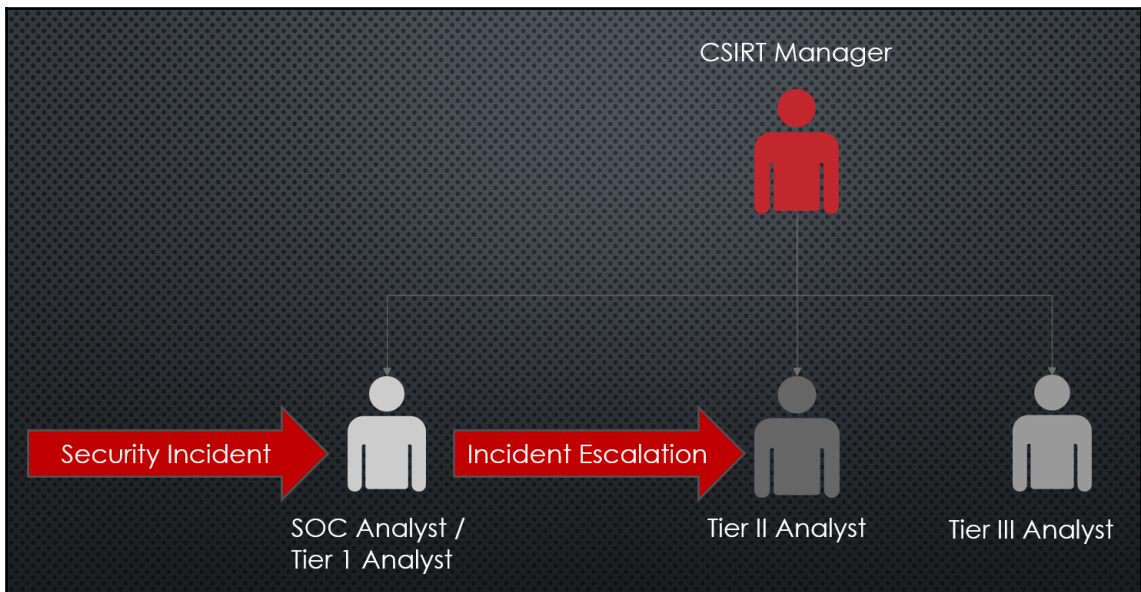 CSIRT Manager
Security Incident
Incident Escalation
SOC Analyst /
Tier 1 Analyst
Tier II Analyst
Tier III Analyst